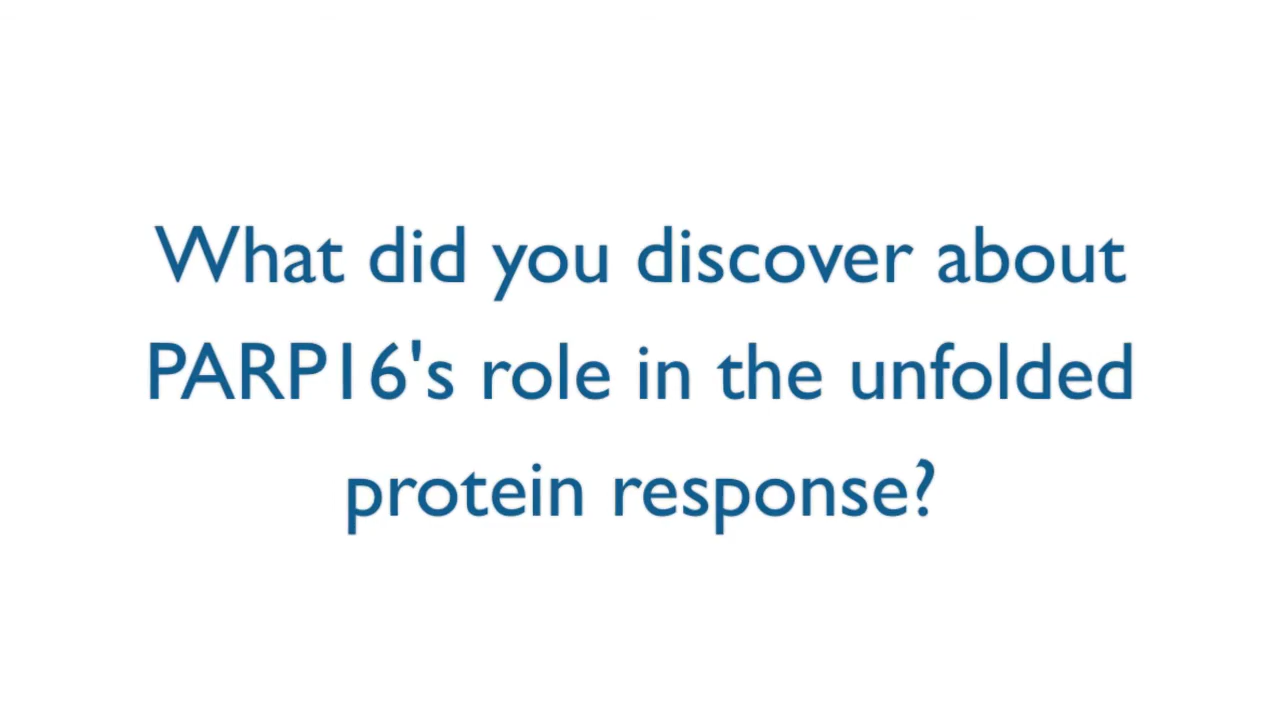 What did you discover about
PARP16's role in the unfolded
protein response?